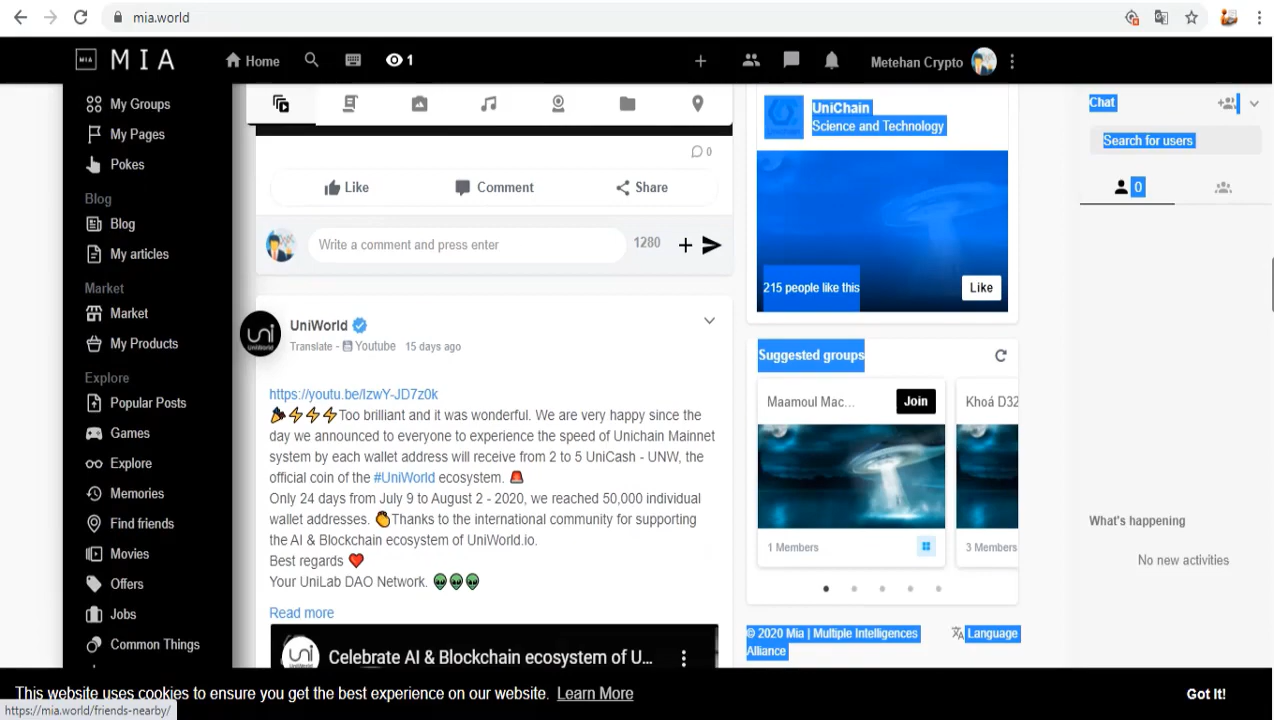 mia.world
MIA
Home
1
Metehan Crypto
My Groups
My Pages
Pokes
Blog
Blog
My articles
Market
Market
My Products
Explore
Popular Posts
Games
Explore
Memories
Find friends
Movies
Offers
Jobs
Common Things
0
Like
Comment
Share
Write a comment and press enter
1280
UniWorld
Translate - Youtube 15 days ago
https://youtu.be/IzwY-JD7z0k
Too brilliant and it was wonderful. We are very happy since the
day we announced to everyone to experience the speed of Unichain Mainnet
system by each wallet address will receive from 2 to 5 UniCash - UNW, the
official coin of the #UniWorld ecosystem.
Only 24 days from July 9 to August 2 - 2020, we reached 50,000 individual
wallet addresses. Thanks to the international community for supporting
the AI & Blockchain ecosystem of UniWorld.io.
Best regards
Your UniLab DAO Network.
Read more
Celebrate AI & Blockchain ecosystem of U...
UniChain
Science and Technology
215 people like this
Like
Suggested groups
Maamoul Mac...
Join
Khoá D32
1 Members
3 Members
© 2020 Mia | Multiple Intelligences
Alliance
Language
Chat
Search for users
0
What's happening
No new activities
This website uses cookies to ensure you get the best experience on our website. Learn More
Got It!
https://mia.world/friends-nearby/